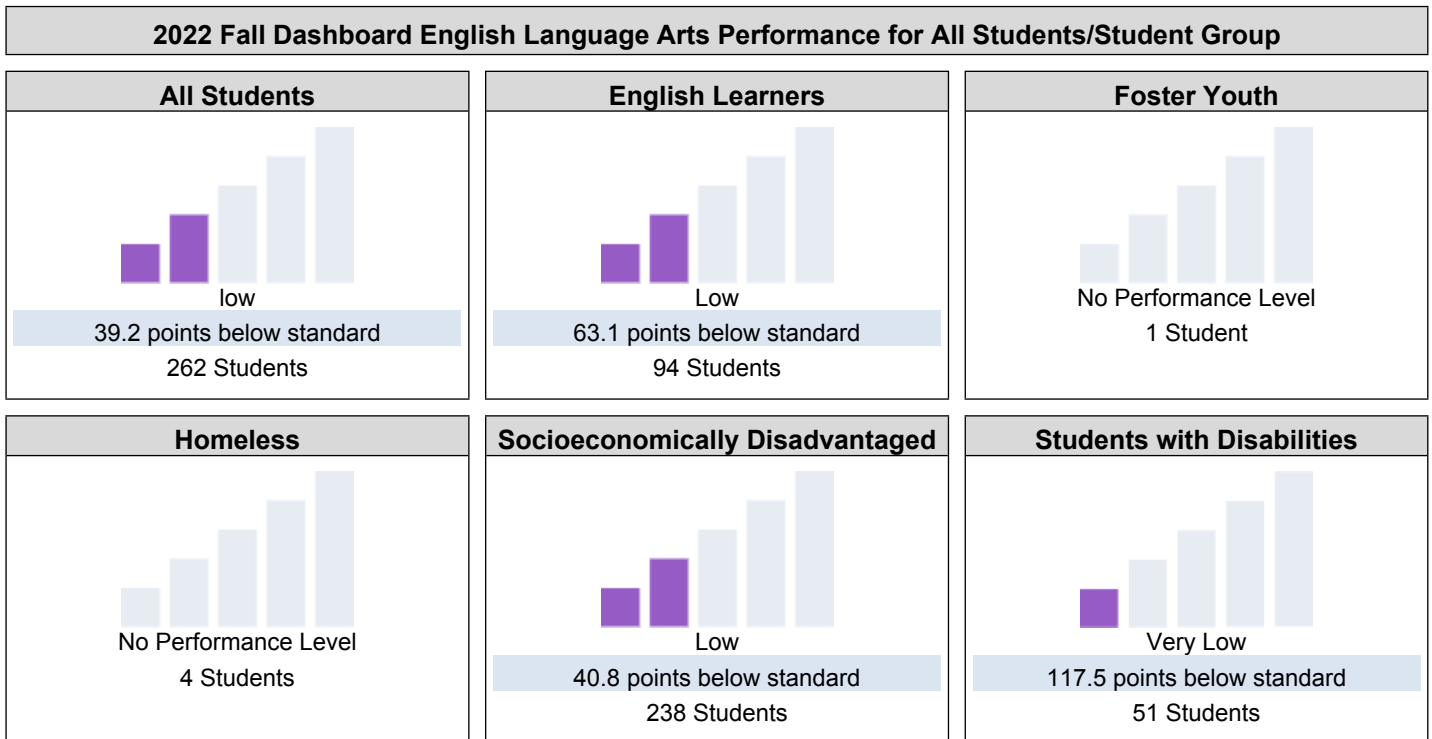 2022 Fall Dashboard English Language Arts Performance for All Students/Student Group
All Students
low
39.2 points below standard
262 Students
English Learners
Low
63.1 points below standard
94 Students
Foster Youth
No Performance Level
1 Student
Homeless
No Performance Level
4 Students
Socioeconomically Disadvantaged
Low
40.8 points below standard
238 Students
Students with Disabilities
Very Low
117.5 points below standard
51 Students